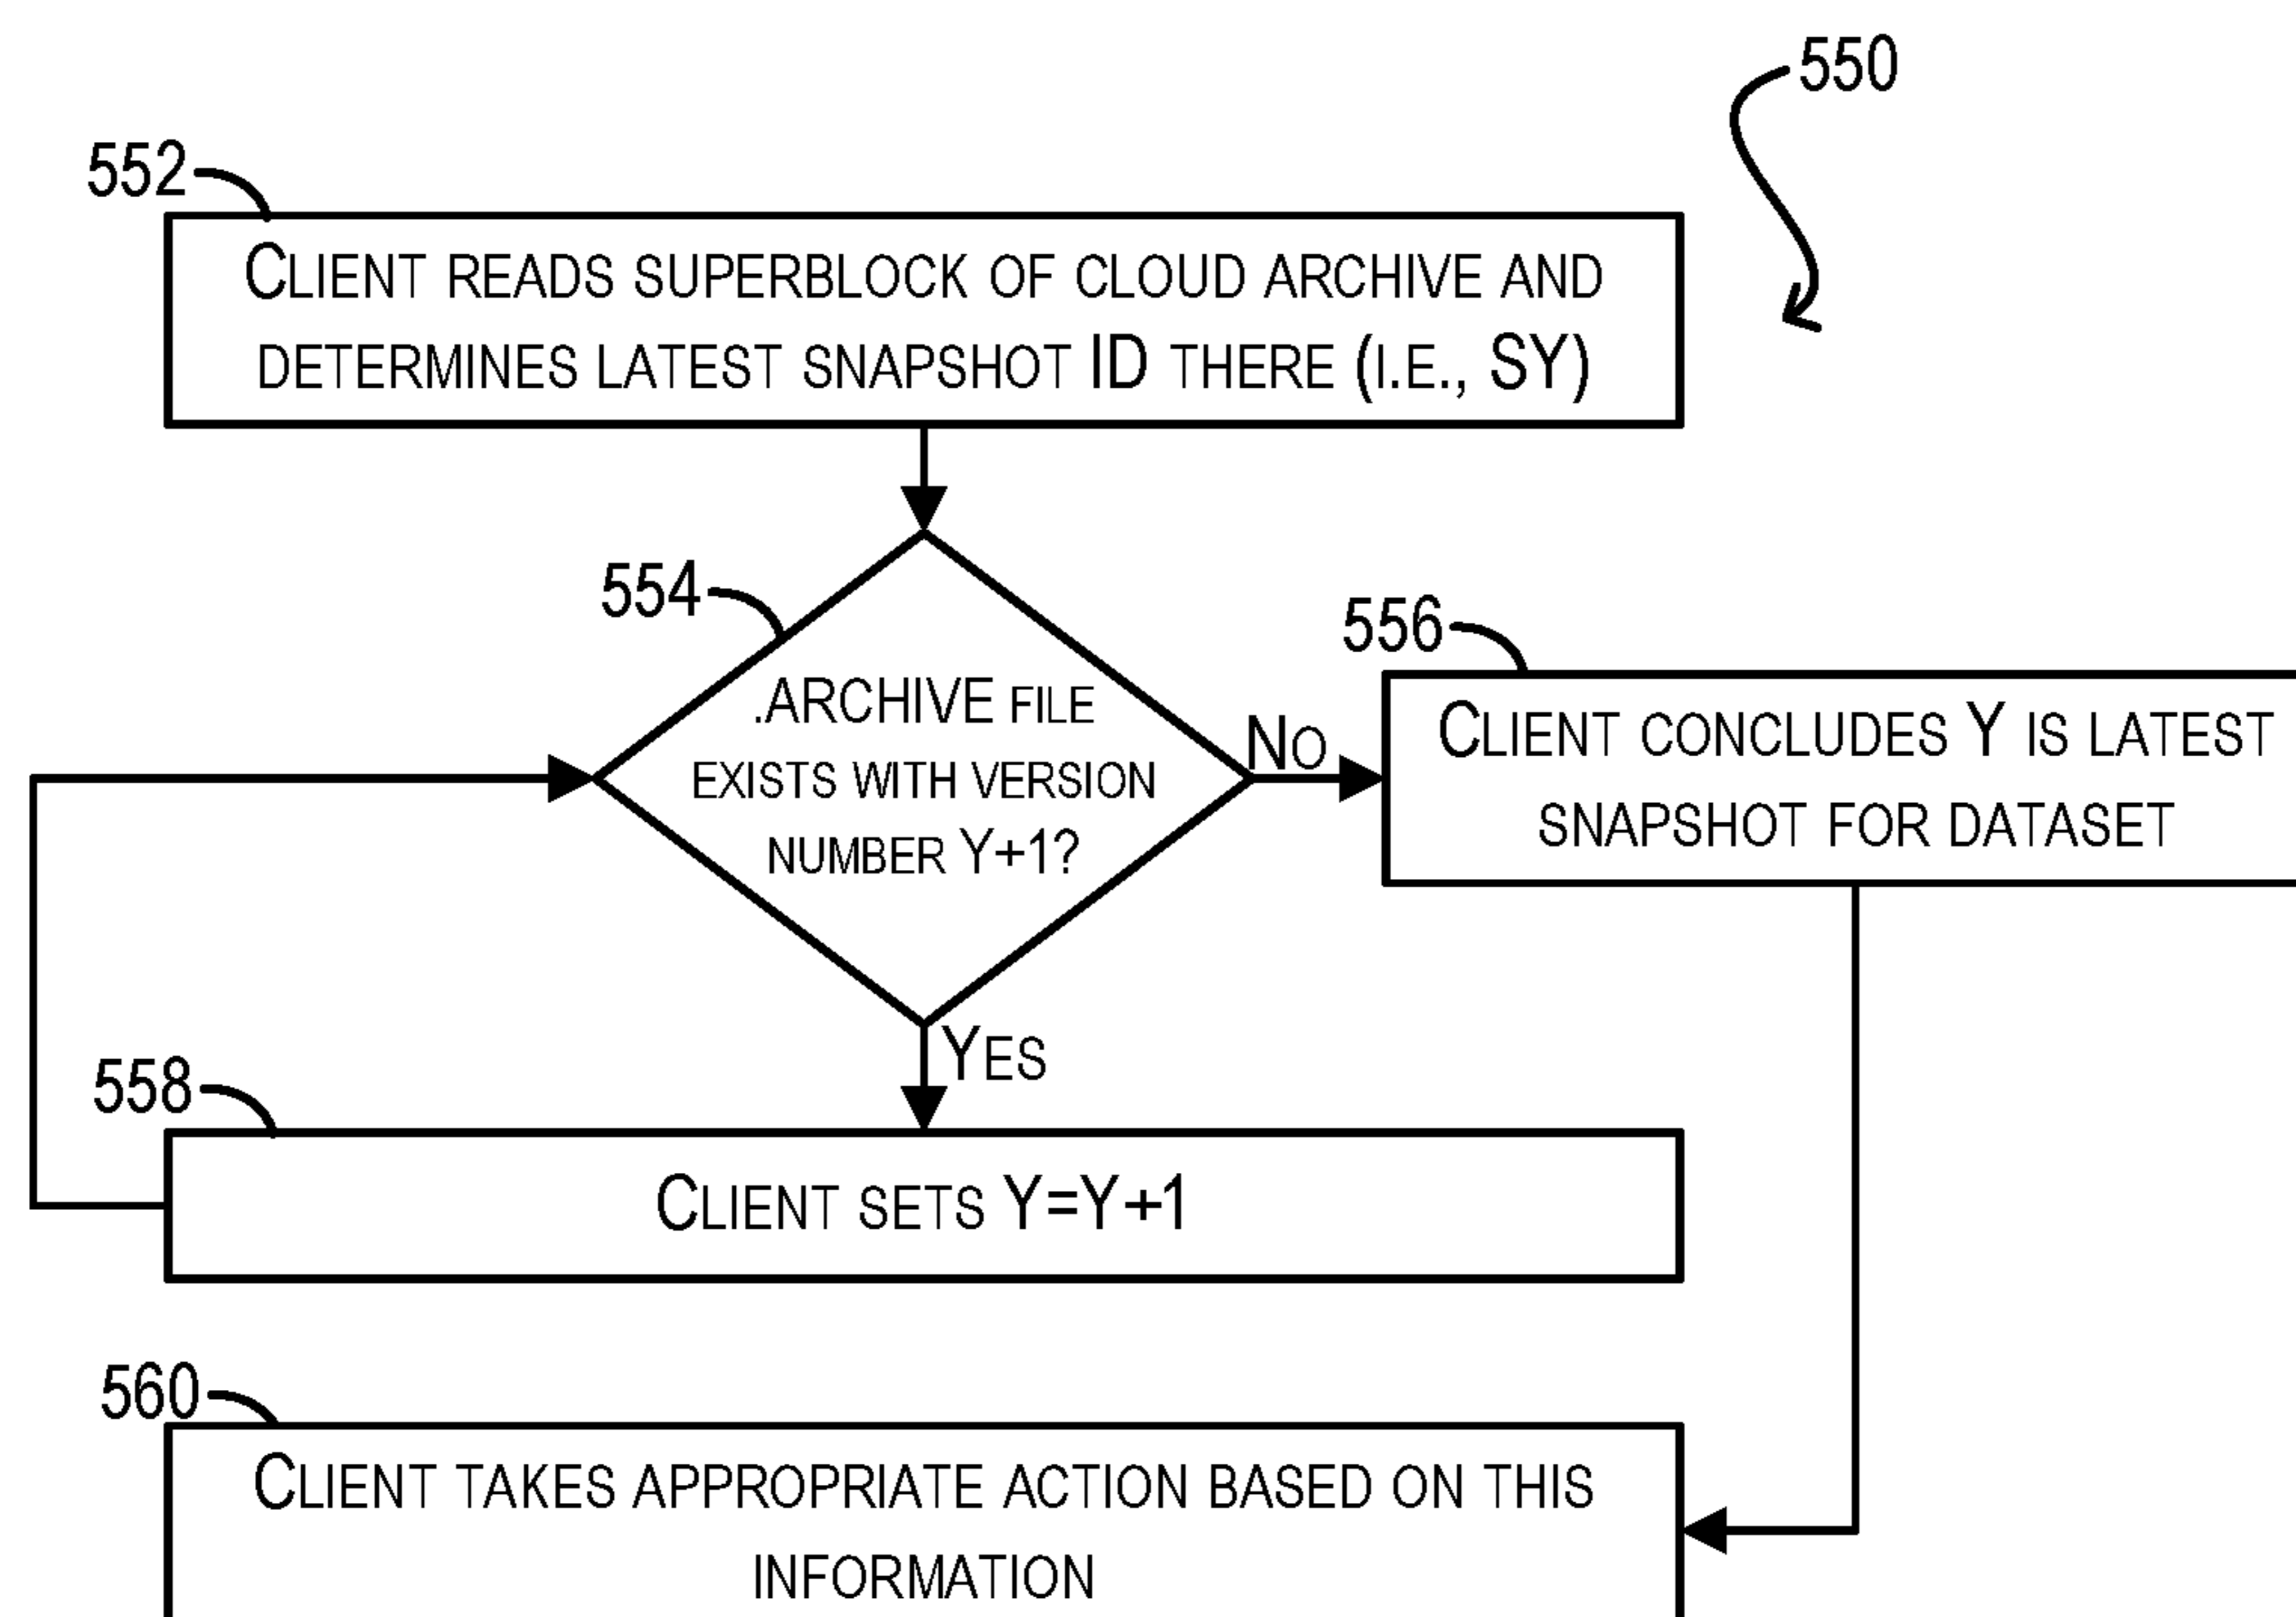 550
552
Client reads superblock of cloud archive and
determines latest snapshot ID there (i.e., SY)
554
.ARCHIVE file
exists with version
number Y+1?
No
556
Client concludes Y is latest
snapshot for dataset
Yes
558
Client sets Y=Y+1
560
Client takes appropriate action based on this
information